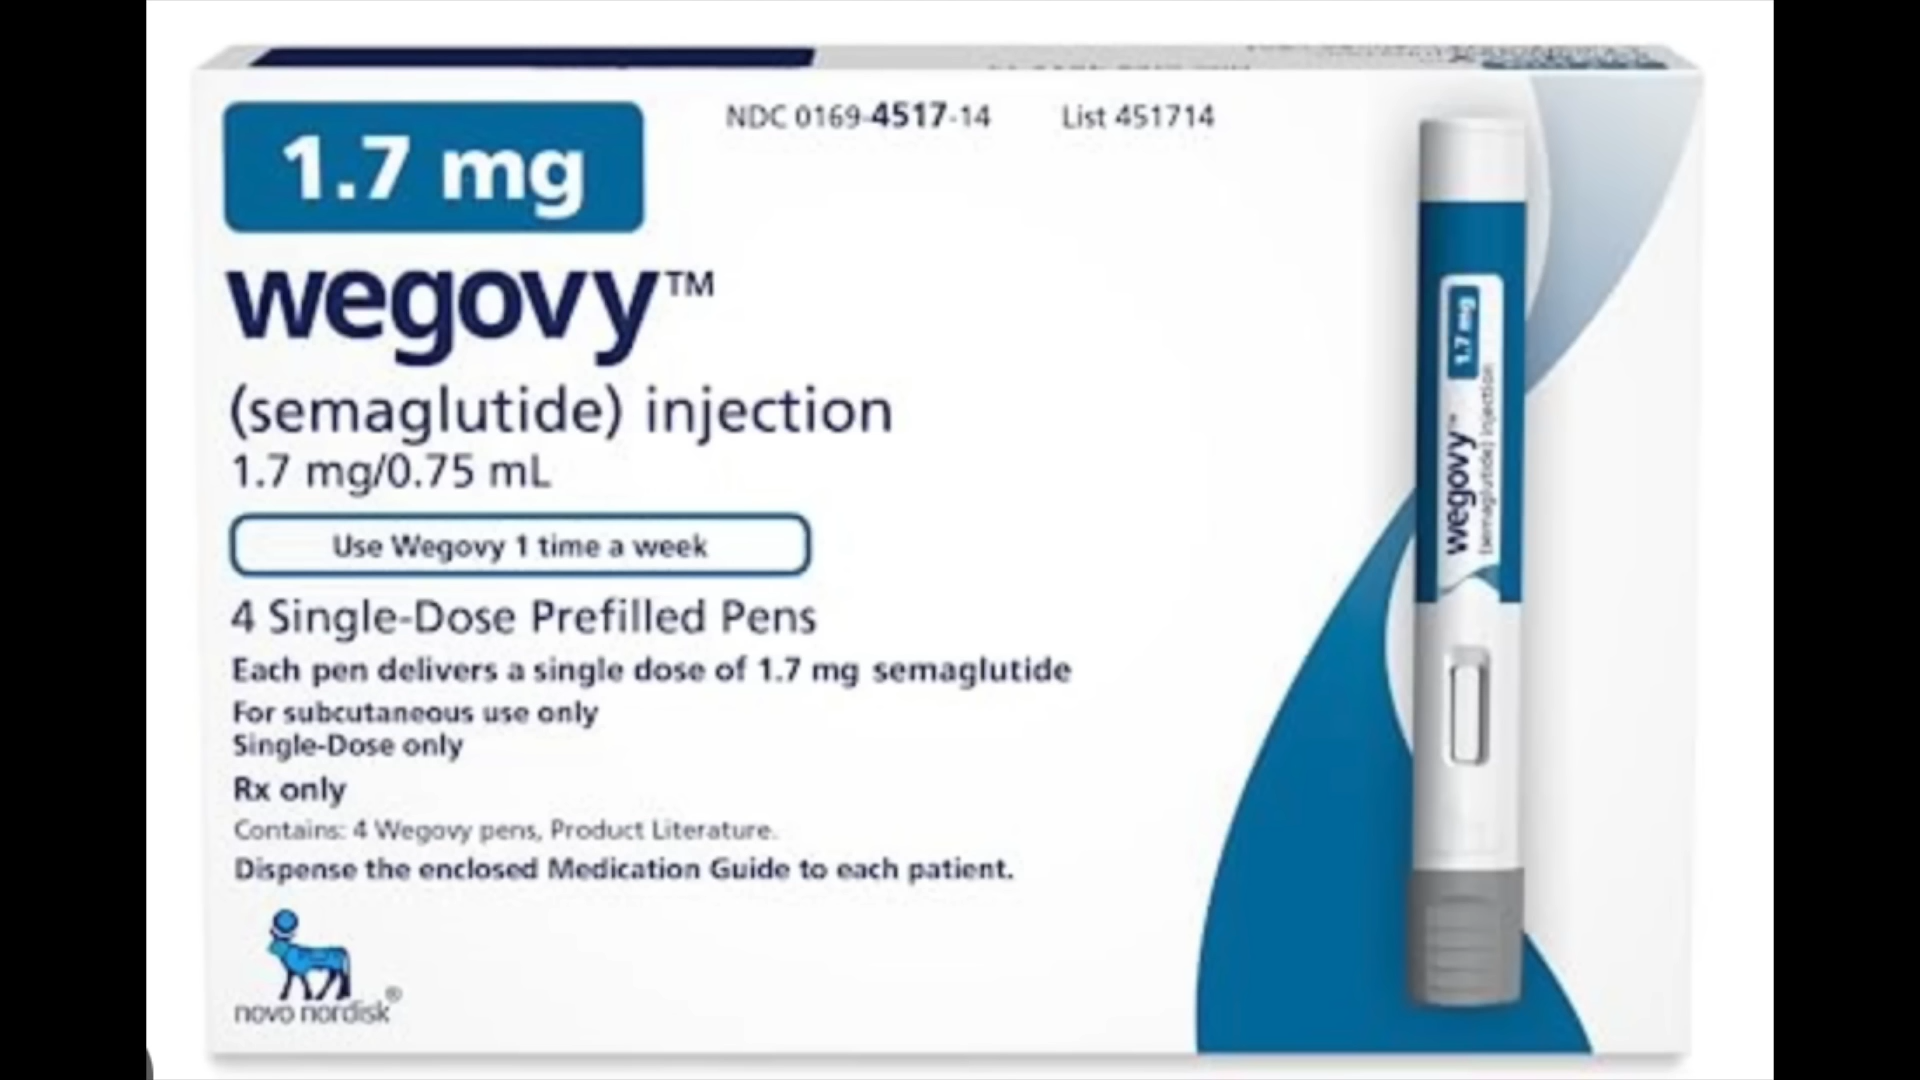 1.7 mg
NDC 0169-4517-14 List 451714
wegovy™
(semaglutide) injection
1.7 mg/0.75 mL
Use Wegovy 1 time a week
4 Single-Dose Prefilled Pens
Each pen delivers a single dose of 1.7 mg semaglutide
For subcutaneous use only
Single-Dose only
Rx only
Contains: 4 Wegovy pens, Product Literature.
Dispense the enclosed Medication Guide to each patient.
novo nordisk®
1.7 mg
wegovy™
(semaglutide) injection